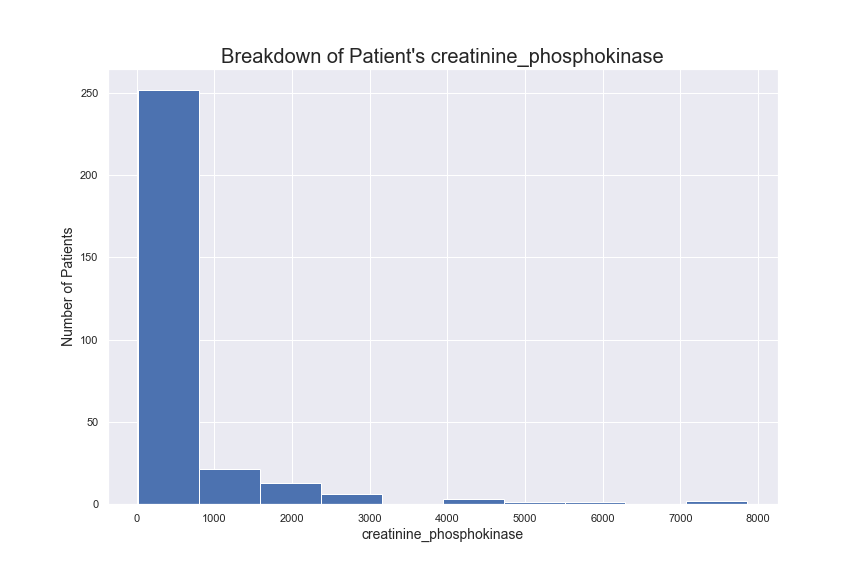 Breakdown of Patient's creatinine_phosphokinase
250
200
150
100
50
0
Number of Patients
0 1000 2000 3000 4000 5000 6000 7000 8000
creatinine_phosphokinase